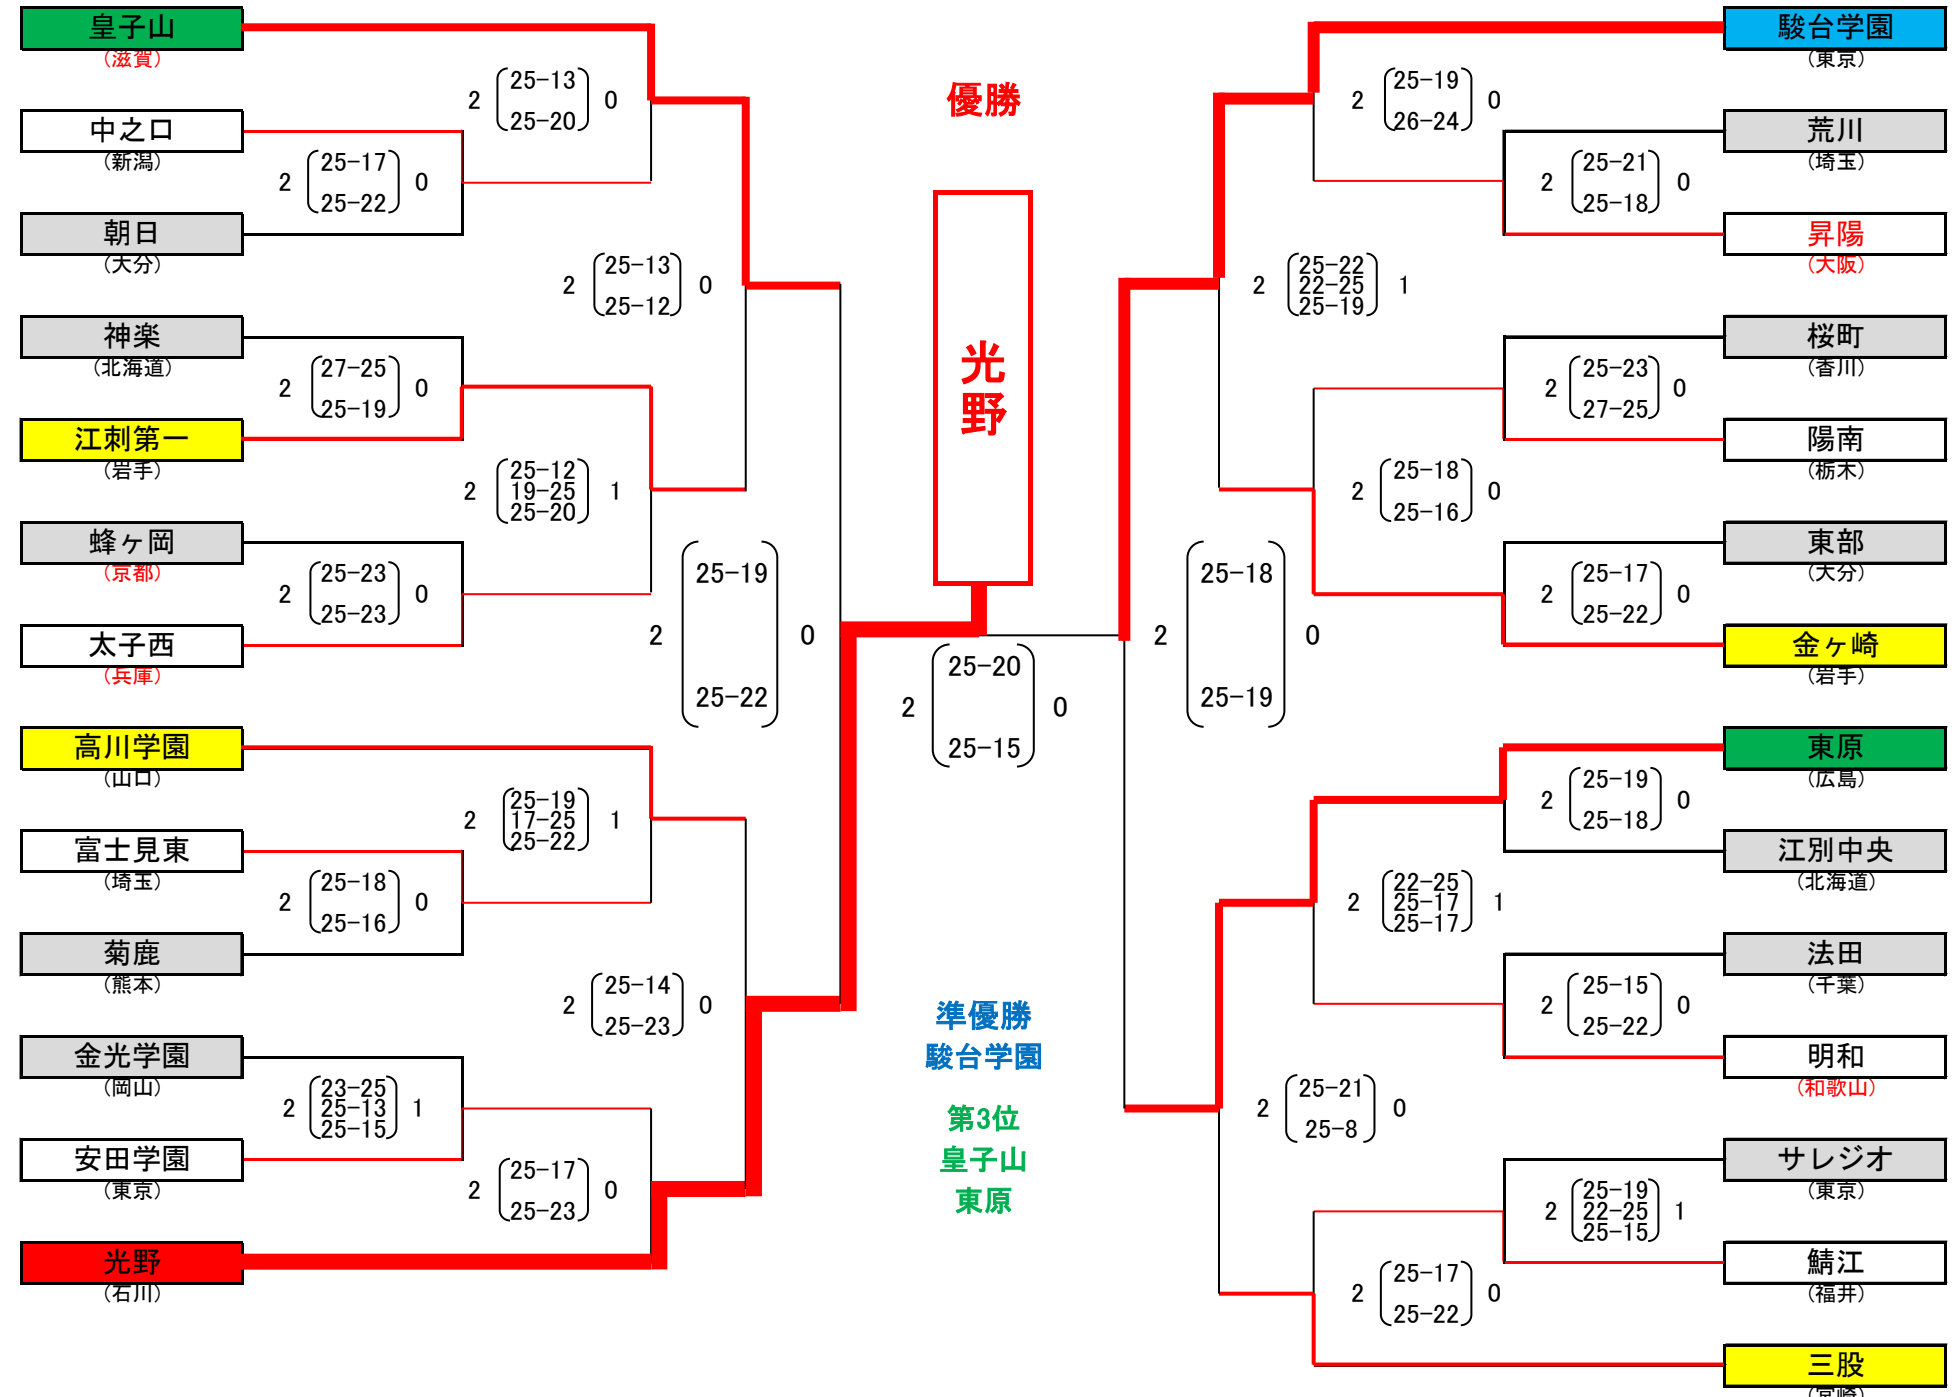 皇子山
(滋賀)
中之口
(新潟)
朝日
(大分)
神楽
(北海道)
江刺第一
(岩手)
蜂ヶ岡
(京都)
太子西
(兵庫)
高川学園
(山口)
富士見東
(埼玉)
菊鹿
(熊本)
金光学園
(岡山)
安田学園
(東京)
光野
(石川)
2 25-17 0
25-22
2 27-25 0
25-19
2 25-23 0
25-23
2 25-18 0
25-16
2 23-25 1
25-13
25-15
2 25-13 0
25-20
2 25-12 1
19-25
25-20
2 25-19 1
17-25
25-22
2 25-17 0
25-23
2 25-13 0
25-12
2 25-14 0
25-23
25-19
2 0
25-22
優勝
光野
25-20
2 0
25-15
準優勝
駿台学園
第3位
皇子山
東原
25-18
2 0
25-19
2 25-22 1
22-25
25-19
2 25-21 0
25-8
2 25-19 0
26-24
2 25-18 0
25-16
2 22-25 1
25-17
25-17
2 25-17 0
25-22
2 25-21 0
25-18
2 25-23 0
27-25
2 25-17 0
25-22
2 25-19 0
25-18
2 25-15 0
25-22
2 25-19 1
22-25
25-15
駿台学園
(東京)
荒川
(埼玉)
昇陽
(大阪)
桜町
(香川)
陽南
(栃木)
東部
(大分)
金ヶ崎
(岩手)
東原
(広島)
江別中央
(北海道)
法田
(千葉)
明和
(和歌山)
サレジオ
(東京)
鯖江
(福井)
三股
(宮崎)